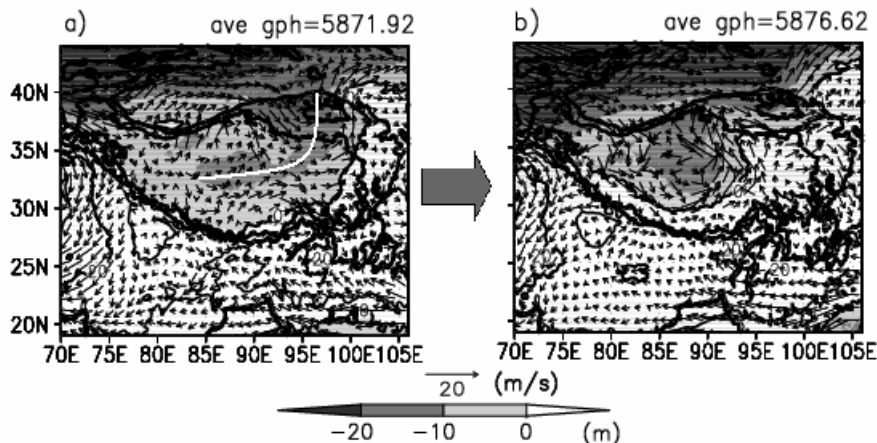 a) ave gph=5871.92
b) ave gph=5876.62
40N
35N
30N
25N
20N
70E 75E 80E 85E 90E 95E 100E105E
70E 75E 80E 85E 90E 95E 100E105E
20 (m/s)
-20 -10 0 (m)